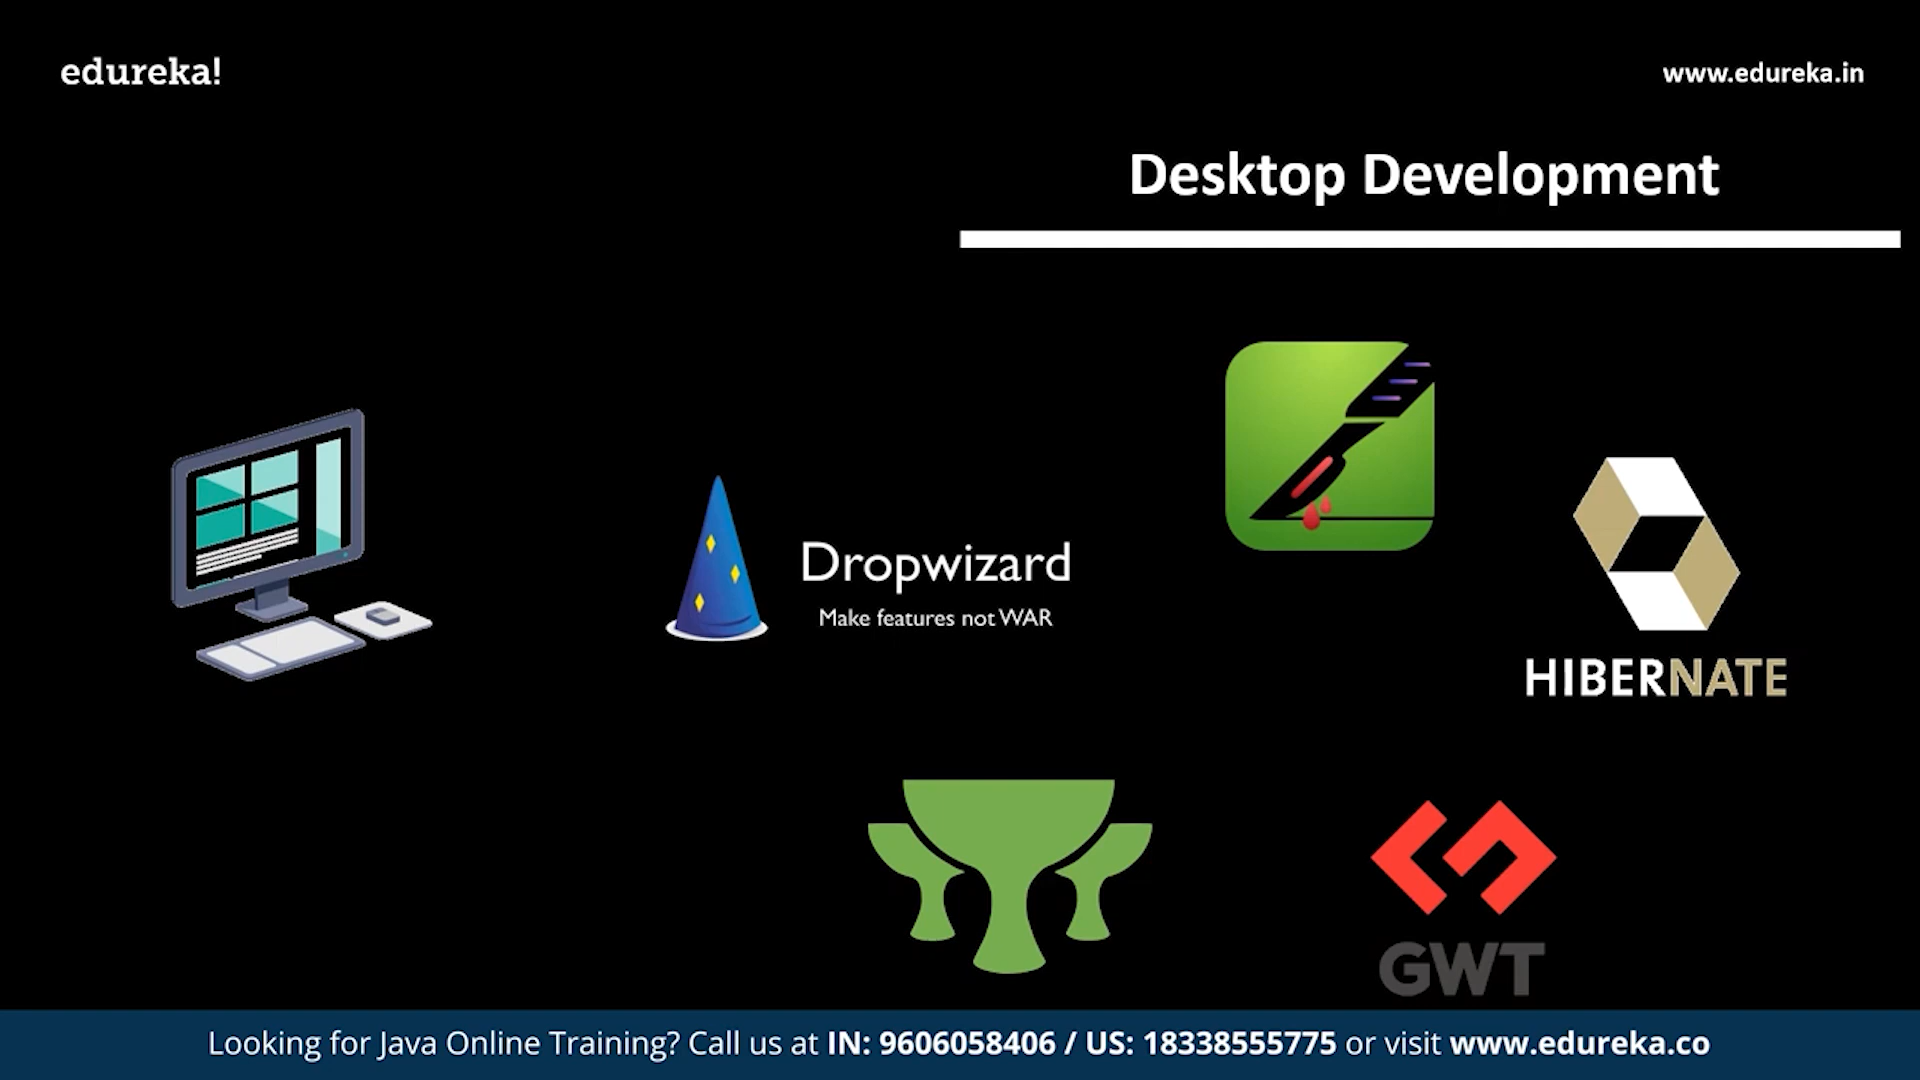 edureka!
www.edureka.in
Desktop Development
Dropwizard
Make features not WAR
HIBERNATE
GWT
Looking for Java Online Training? Call us at IN: 9606058406 / US: 18338555775 or visit www.edureka.co